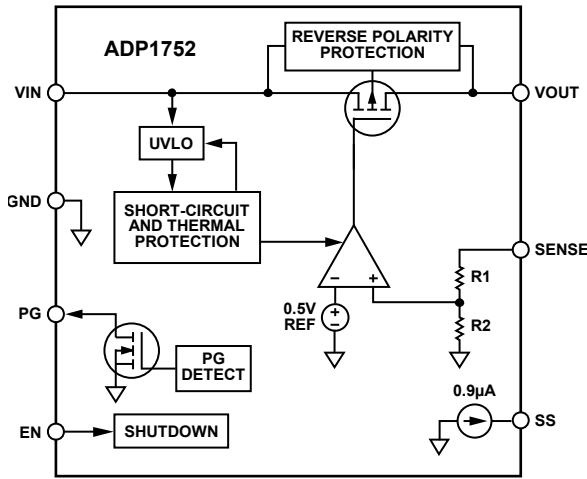 ADP1752
REVERSE POLARITY
PROTECTION
VIN
VOUT
UVLO
GND
SHORT-CIRCUIT
AND THERMAL
PROTECTION
SENSE
R1
0.5V
REF
R2
PG
PG
DETECT
0.9µA
SS
EN
SHUTDOWN